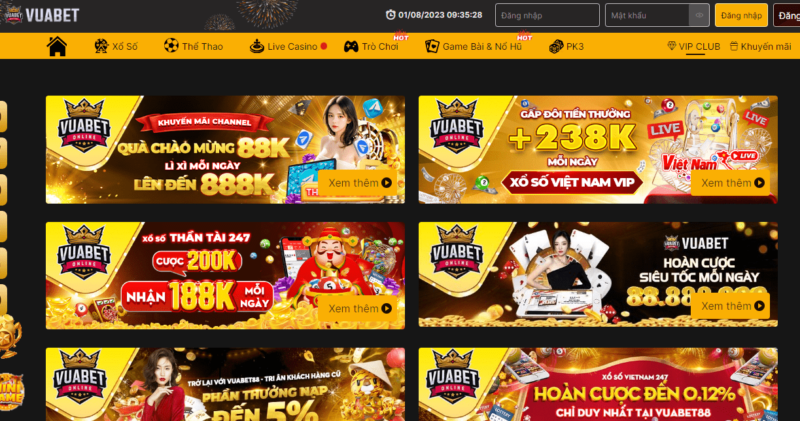 VUABET
01/08/2023 09:35:28
Đăng nhập
Mật khẩu
Đăng nhập
Xổ Số
Thể Thao
Live Casino
Trò Chơi
HOT
Game Bài & Nổ Hũ
HOT
PK3
VIP CLUB
Khuyến mãi
VUABET
ONLINE
KHUYẾN MÃI CHANNEL
QUÀ CHÀO MỪNG 88K
LÌ XÌ MỖI NGÀY
LÊN ĐẾN 888K
Xem thêm
VUABET
ONLINE
GẤP ĐÔI TIỀN THƯỞNG
+238K
MỖI NGÀY
XỔ SỐ VIỆT NAM VIP
LIVE
LIVE
Việt Nam
LIVE
Xem thêm
VUABET
ONLINE
XỔ SỐ THẦN TÀI 247
CƯỢC 200K
NHẬN 188K MỖI NGÀY
Xem thêm
VUABET
ONLINE
VUABET
HOÀN CƯỢC
SIÊU TỐC MỖI NGÀY
Xem thêm
VUABET
ONLINE
TRỞ LẠI VỚI VUABET88 - TRI ÂN KHÁCH HÀNG CŨ
PHẦN THƯỞNG NẠP
ĐẾN 5%
VUABET
ONLINE
XỔ SỐ VIETNAM 247
HOÀN CƯỢC ĐẾN 0.12%
CHỈ DUY NHẤT TẠI VUABET88
MINI
GAME